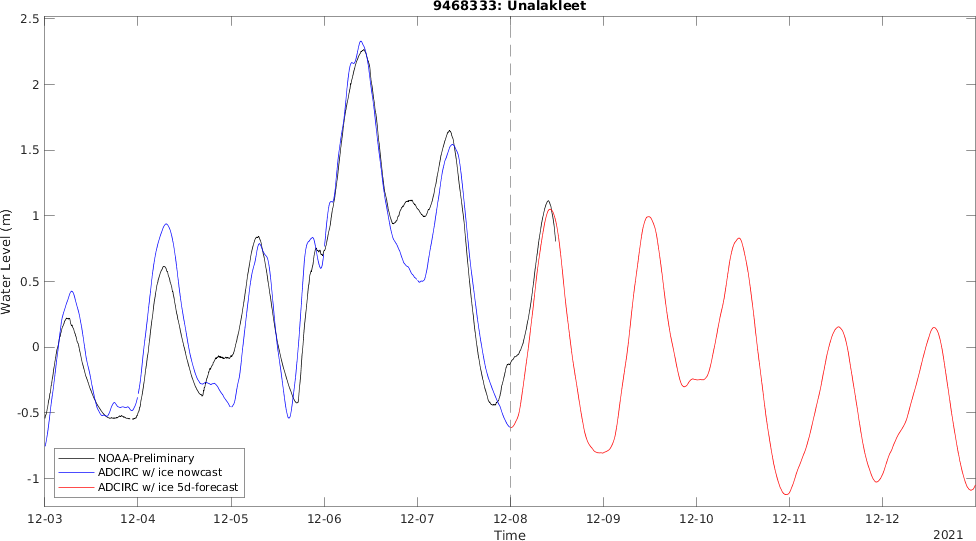 9468333: Unalakleet
2.5
2
1.5
1
0.5
0
-0.5
-1
Water Level (m)
NOAA-Preliminary
ADCIRC w/ ice nowcast
ADCIRC w/ ice 5d-forecast
12-03 12-04 12-05 12-06 12-07 12-08 12-09 12-10 12-11 12-12
Time
2021